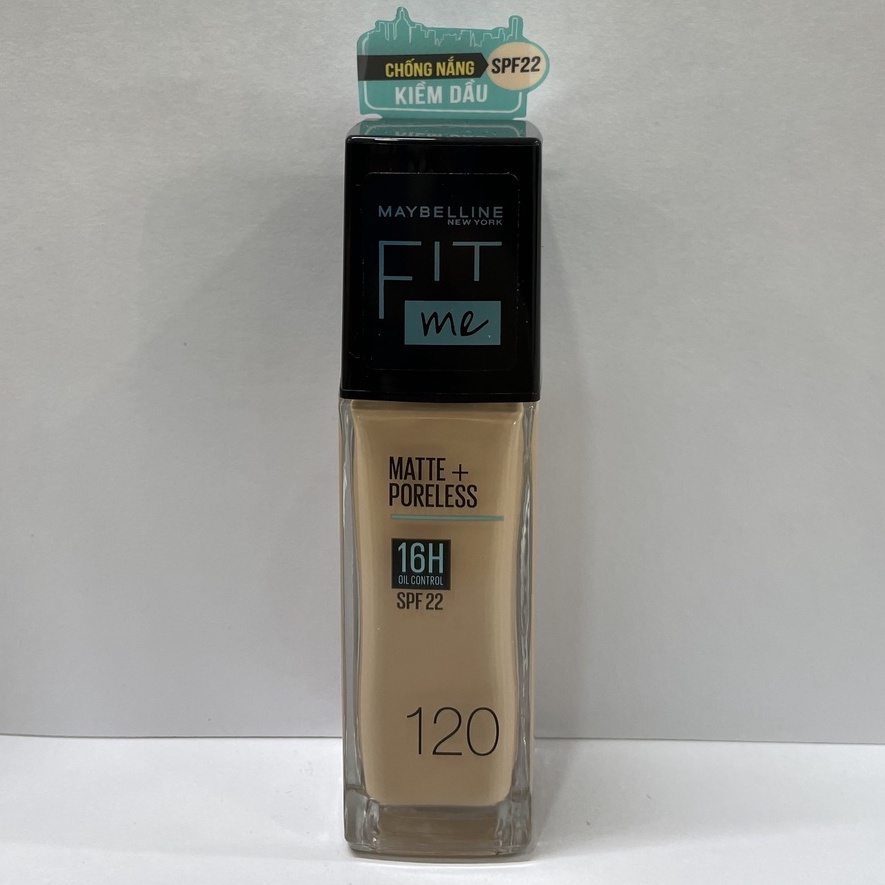 CHỐNG NẮNG SPF22
KIỀM DẦU
MAYBELLINE
NEW YORK
FIT
me
MATTE +
PORELESS
16H
OIL CONTROL
SPF 22
120